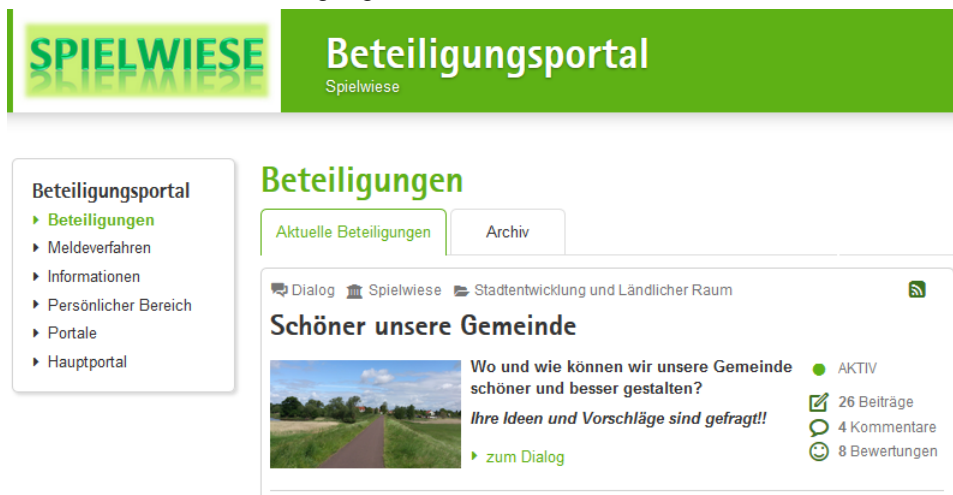 SPIELWIESE
Beteiligungsportal
Spielwiese
Beteiligungsportal
Beteiligungen
Meldeverfahren
Informationen
Persönlicher Bereich
Portale
Hauptportal
Beteiligungen
Aktuelle Beteiligungen Archiv
Dialog Spielwiese Stadtentwicklung und Ländlicher Raum
Schöner unsere Gemeinde
Wo und wie können wir unsere Gemeinde
schöner und besser gestalten?
Ihre Ideen und Vorschläge sind gefragt!!
zum Dialog
AKTIV
26 Beiträge
4 Kommentare
8 Bewertungen